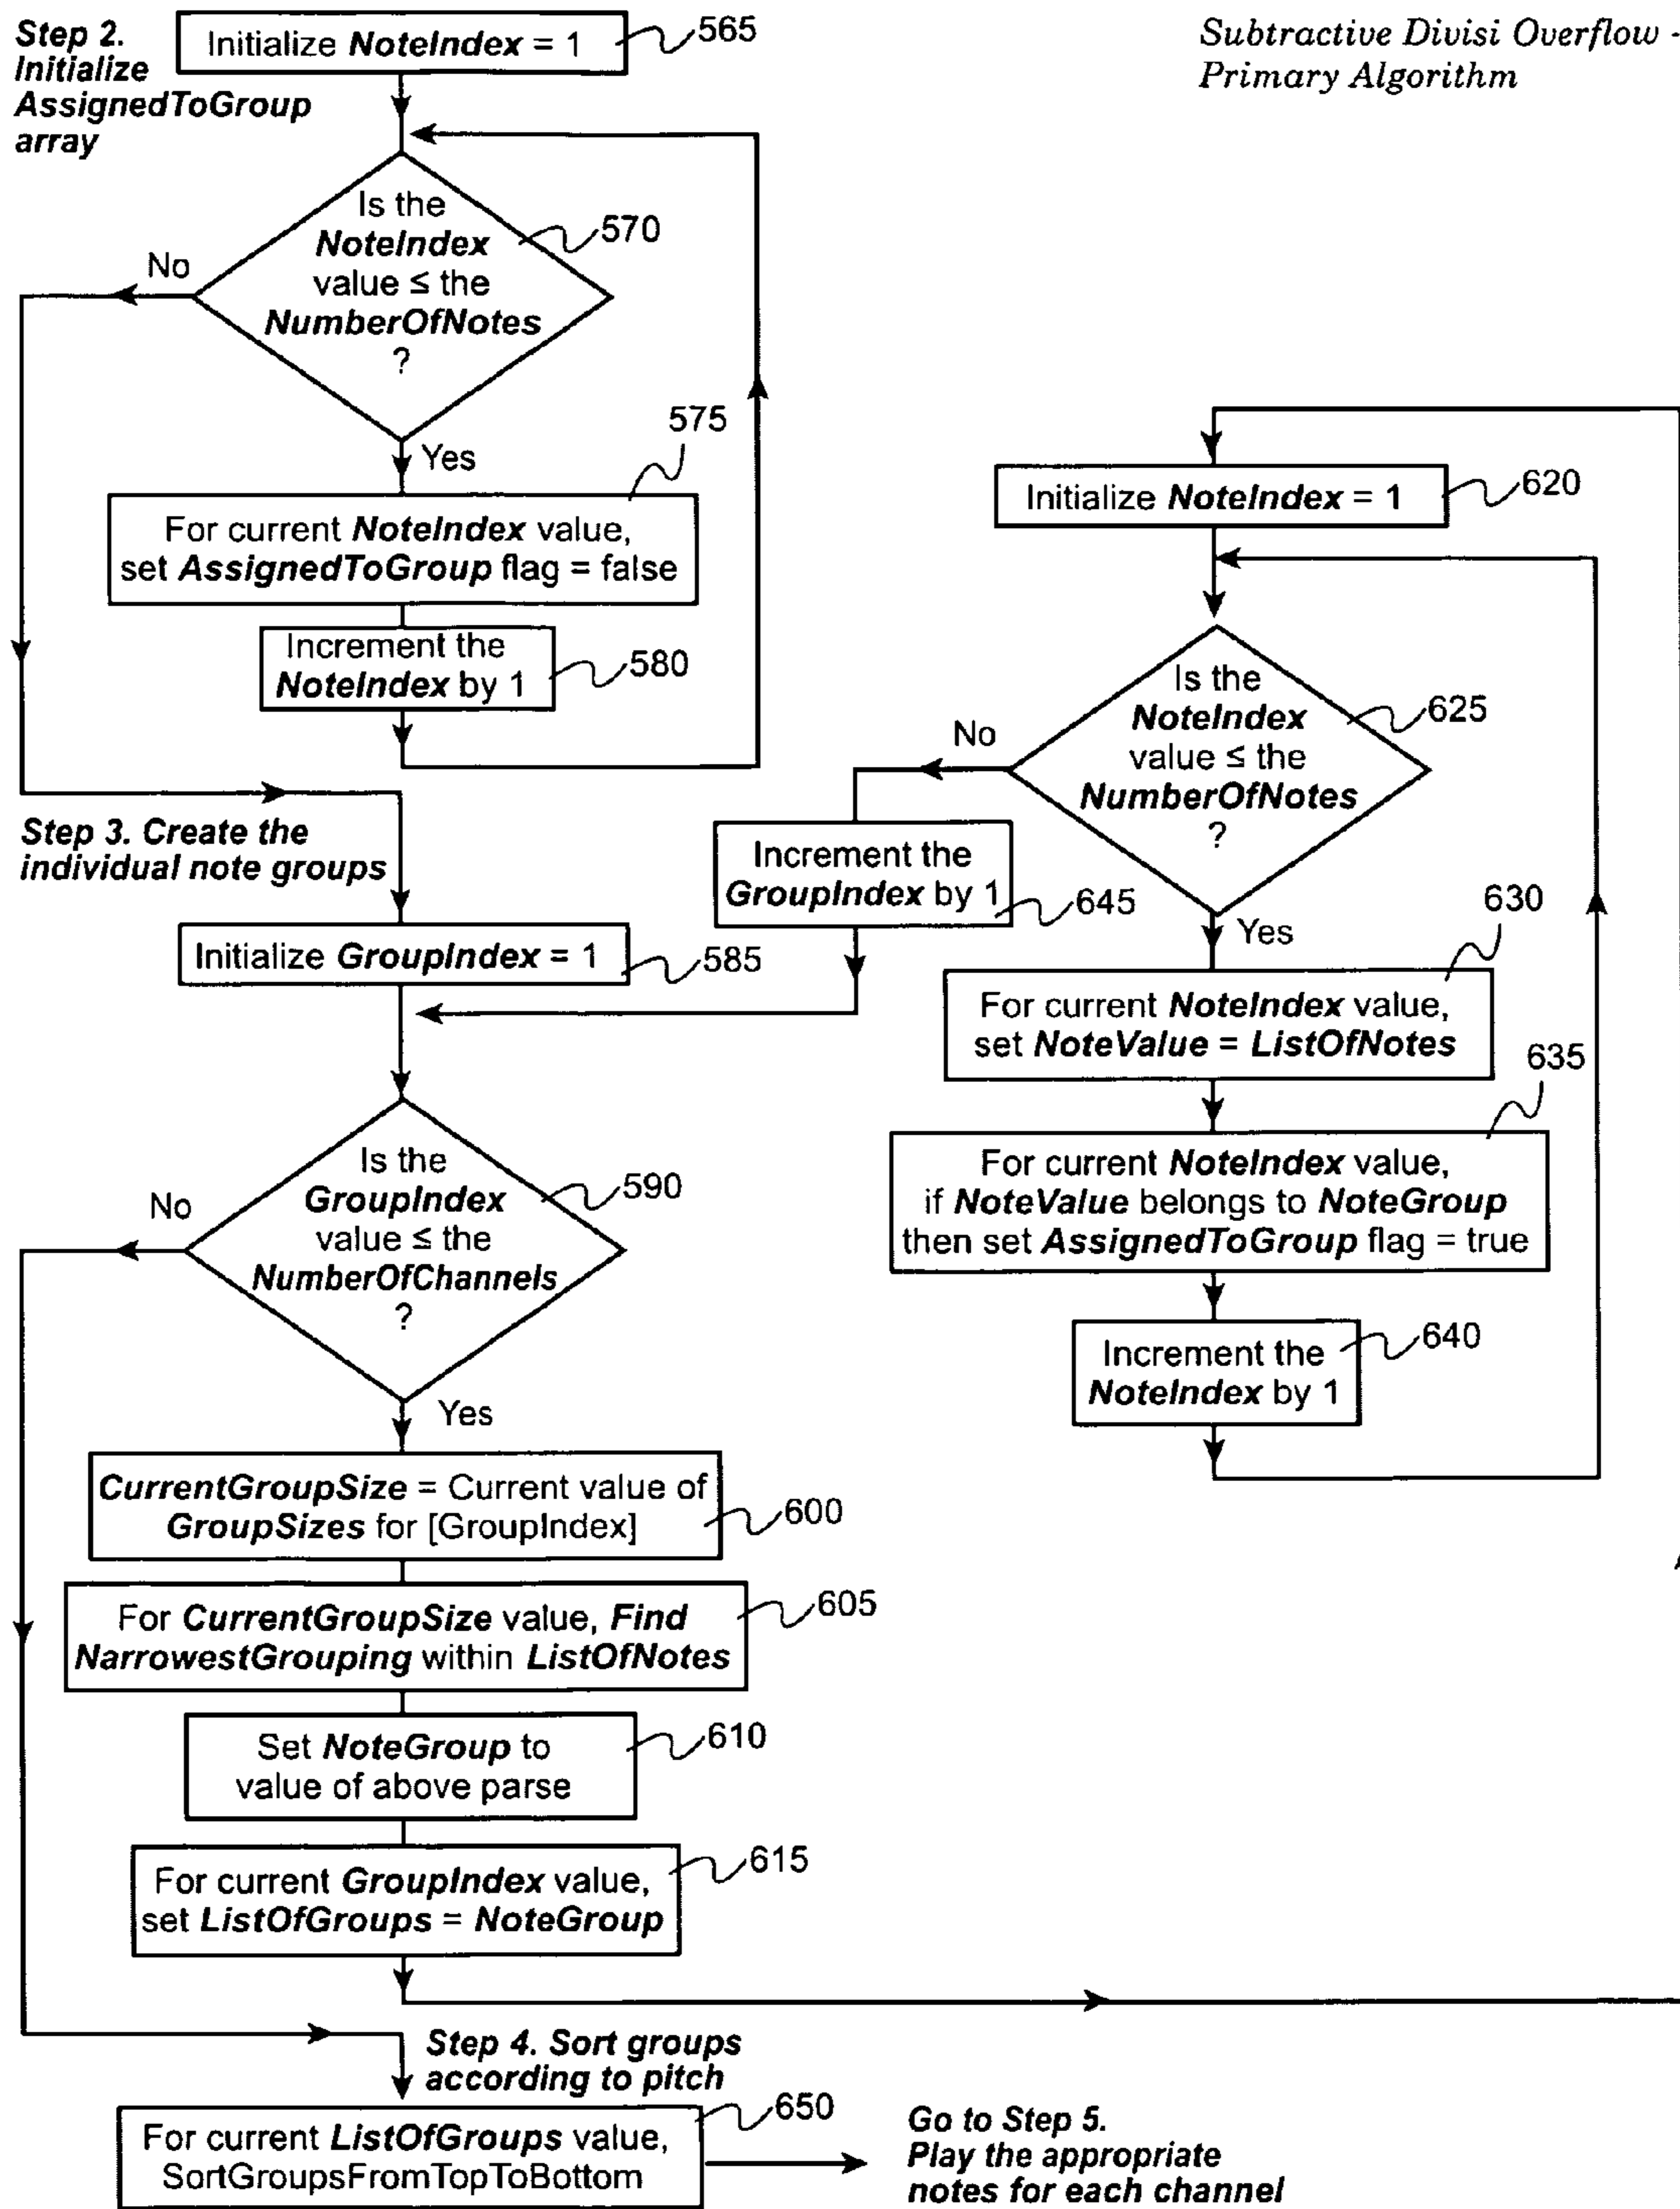 Subtractive Divisi Overflow -
Primary Algorithm
Step 2.
Initialize
AssignedToGroup
array
Initialize NoteIndex = 1
565
Is the
NoteIndex
value ≤ the
NumberOfNotes
?
570
No
Yes
575
For current NoteIndex value,
set AssignedToGroup flag = false
Increment the
NoteIndex by 1
580
Step 3. Create the
individual note groups
Initialize GroupIndex = 1
585
Is the
GroupIndex
value ≤ the
NumberOfChannels
?
590
No
Yes
CurrentGroupSize = Current value of
GroupSizes for [GroupIndex]
600
For CurrentGroupSize value, Find
NarrowestGrouping within ListOfNotes
605
Set NoteGroup to
value of above parse
610
For current GroupIndex value,
set ListOfGroups = NoteGroup
615
Initialize NoteIndex = 1
620
Is the
NoteIndex
value ≤ the
NumberOfNotes
?
625
No
Yes
Increment the
GroupIndex by 1
645
630
For current NoteIndex value,
set NoteValue = ListOfNotes
635
For current NoteIndex value,
if NoteValue belongs to NoteGroup
then set AssignedToGroup flag = true
Increment the
NoteIndex by 1
640
Step 4. Sort groups
according to pitch
For current ListOfGroups value,
SortGroupsFromTopToBottom
650
Go to Step 5.
Play the appropriate
notes for each channel